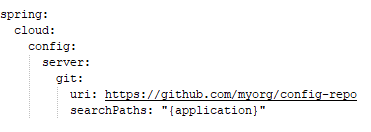 spring:
  cloud:
    config:
      server:
        git:
          uri: https://github.com/myorg/config-repo
          searchPaths: "{application}"